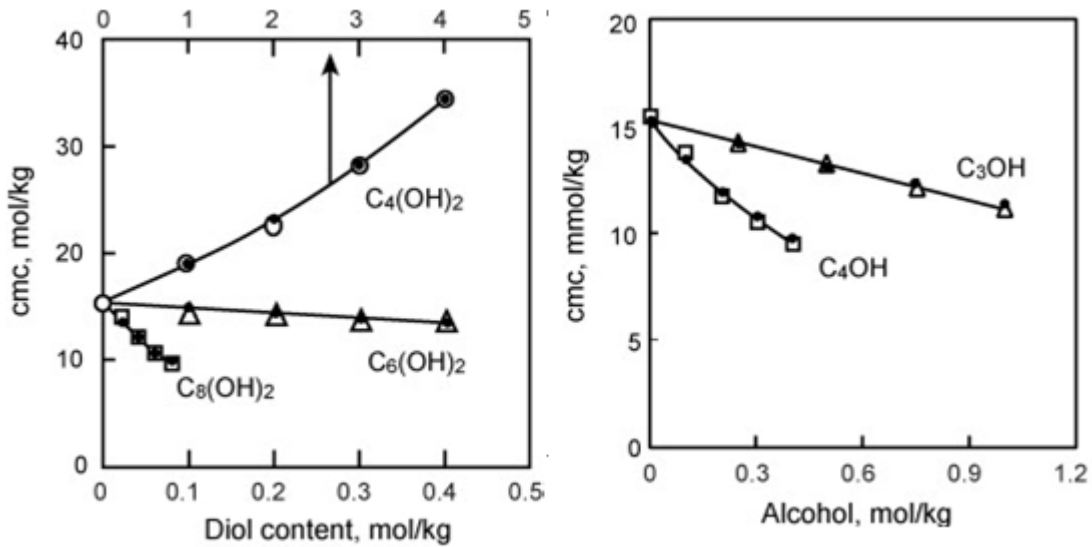 0 1 2 3 4 5
40
30
20
10
0
cmc, mol/kg
C₄(OH)₂
C₆(OH)₂
C₈(OH)₂
0 0.1 0.2 0.3 0.4 0.5
Diol content, mol/kg
20
15
10
5
0
cmc, mmol/kg
C₃OH
C₄OH
0 0.3 0.6 0.9 1.2
Alcohol, mol/kg